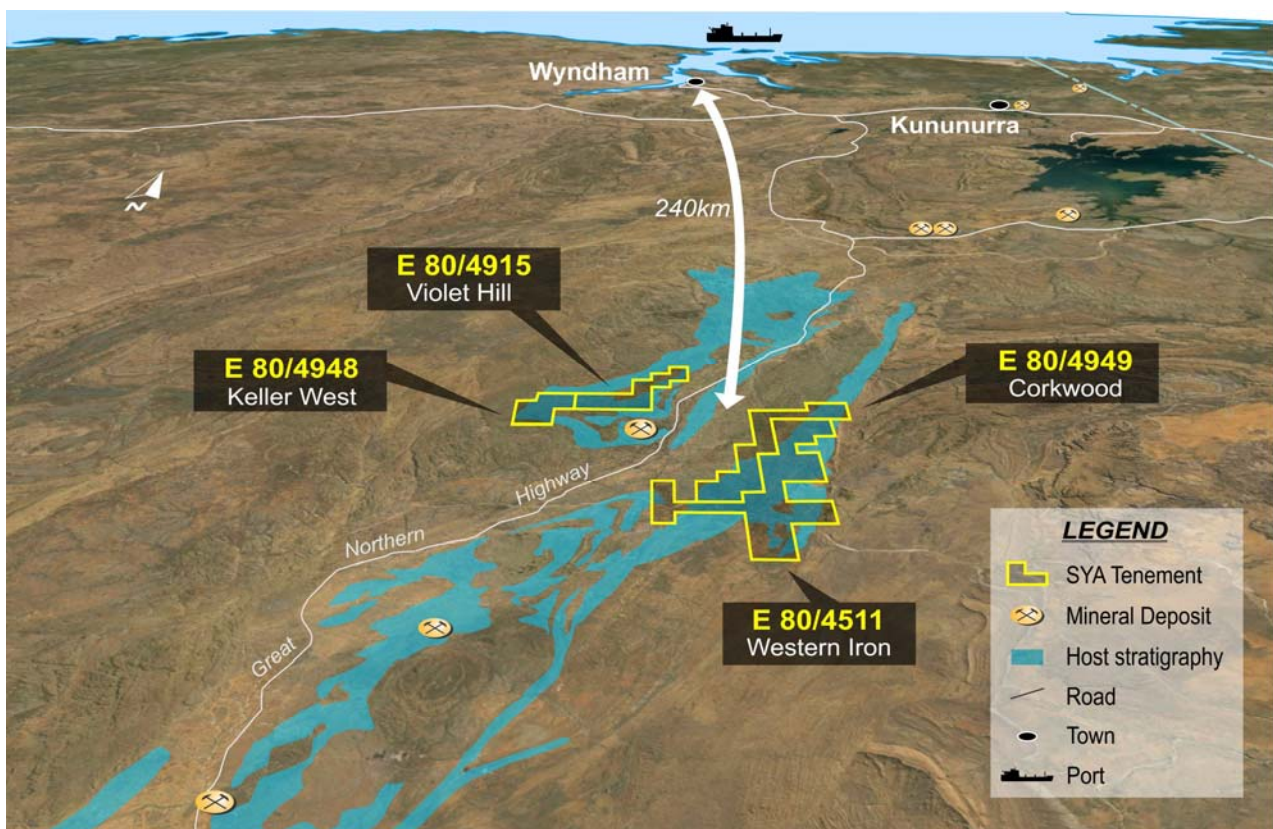 Wyndham
Kununurra
N
240km
E 80/4915
Violet Hill
E 80/4948
Keller West
E 80/4949
Corkwood
Great Northern Highway
E 80/4511
Western Iron
LEGEND
SYA Tenement
Mineral Deposit
Host stratigraphy
Road
Town
Port